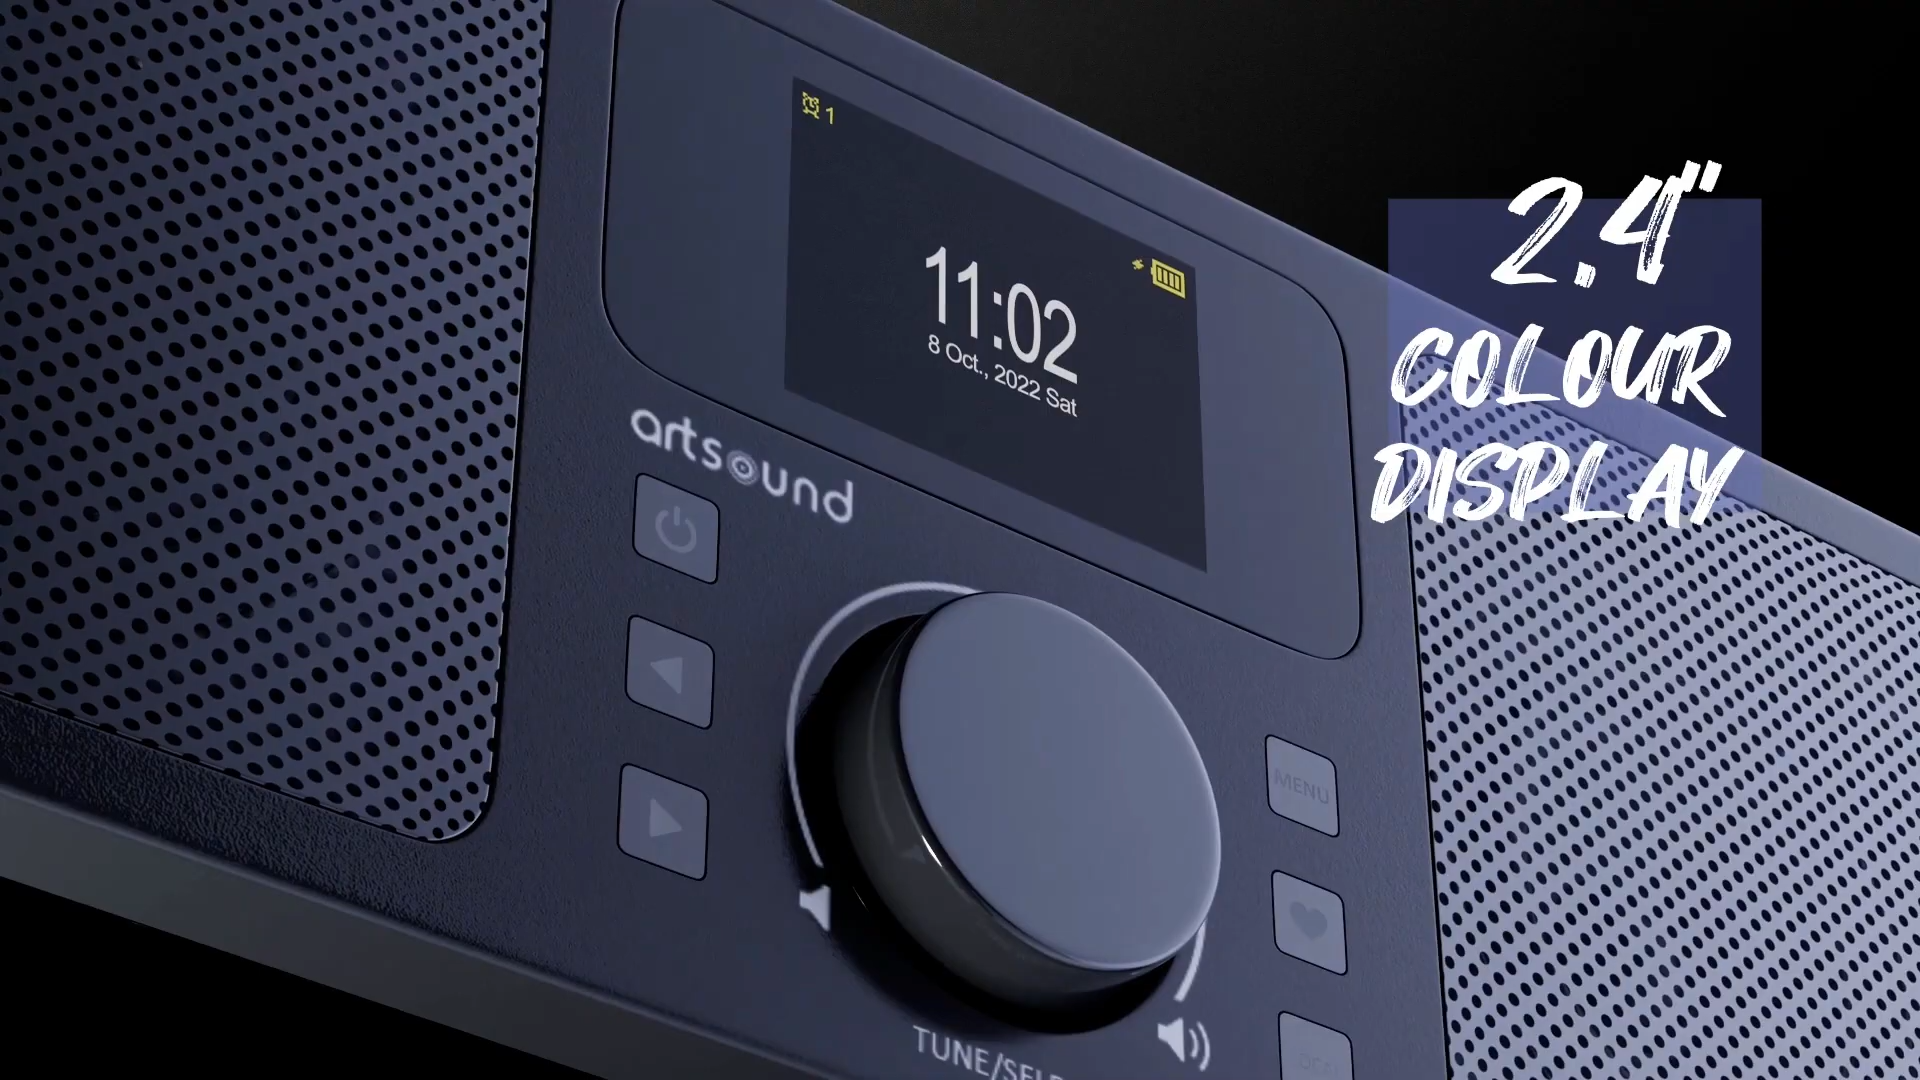 1
11:02
8 Oct., 2022 Sat
2.4"
COLOUR
DISPLAY
artsound
MENU